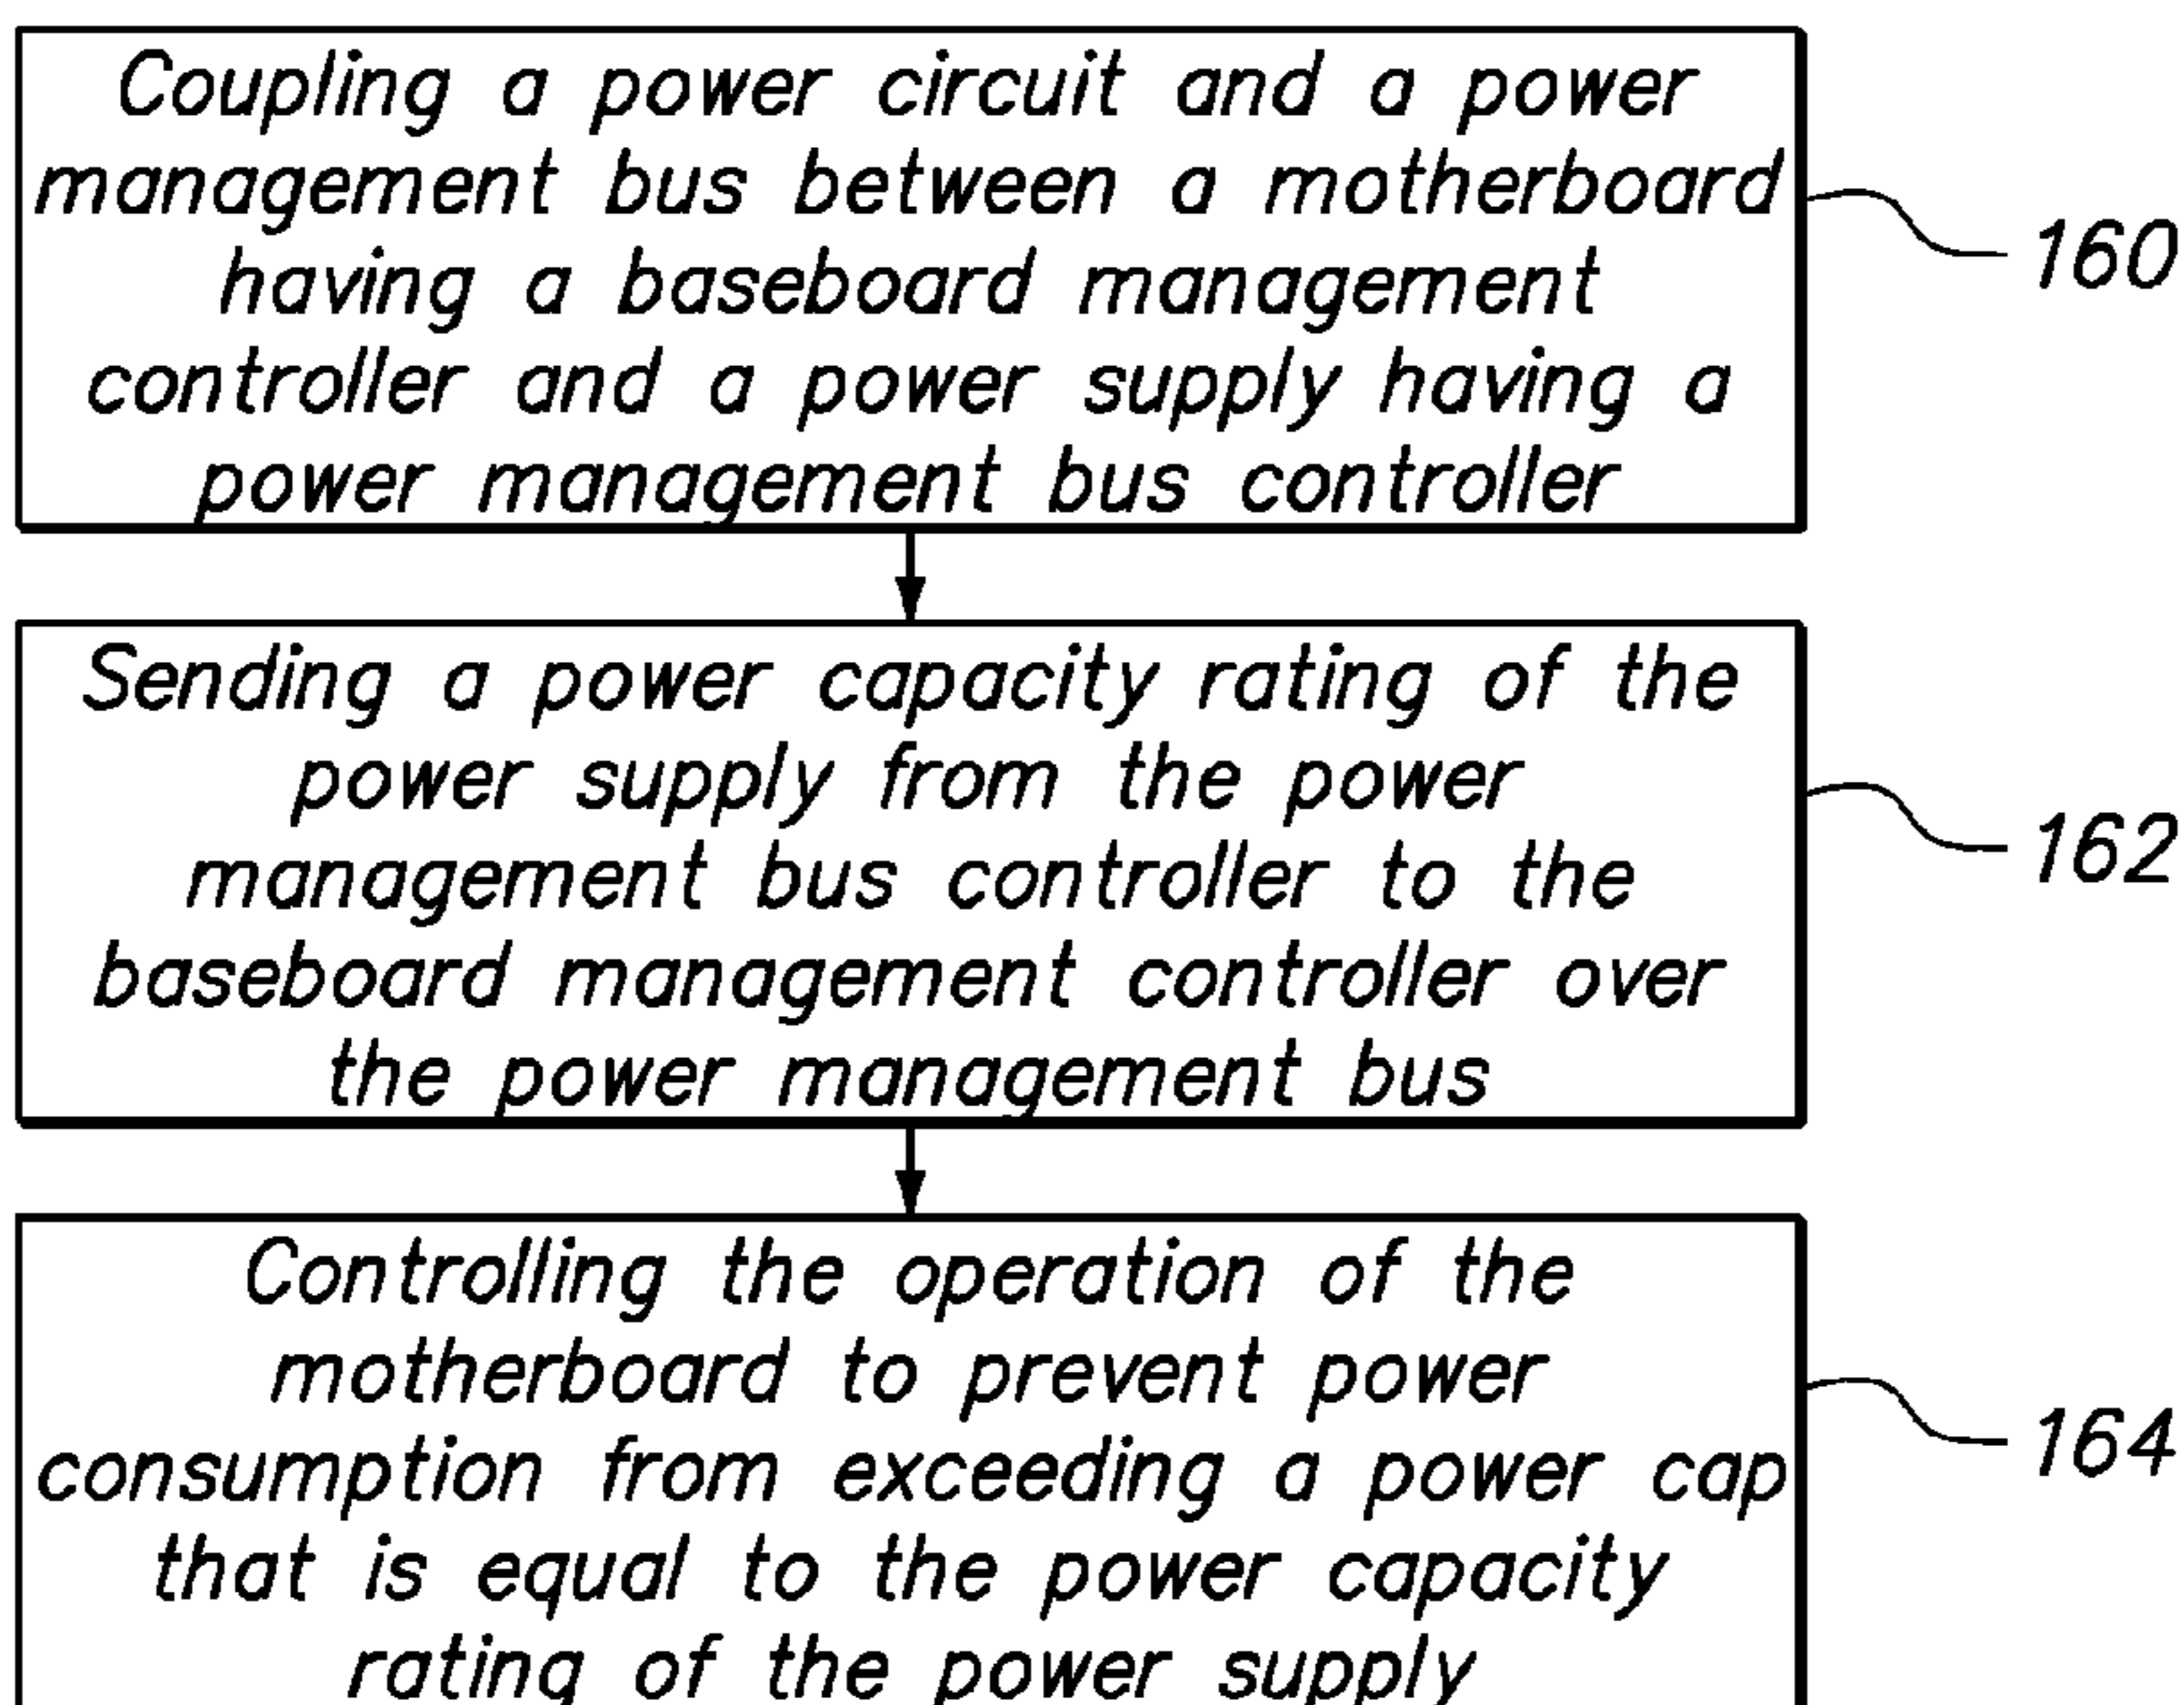 Coupling a power circuit and a power
management bus between a motherboard
having a baseboard management
controller and a power supply having a
power management bus controller
160
Sending a power capacity rating of the
power supply from the power
management bus controller to the
baseboard management controller over
the power management bus
162
Controlling the operation of the
motherboard to prevent power
consumption from exceeding a power cap
that is equal to the power capacity
rating of the power supply
164